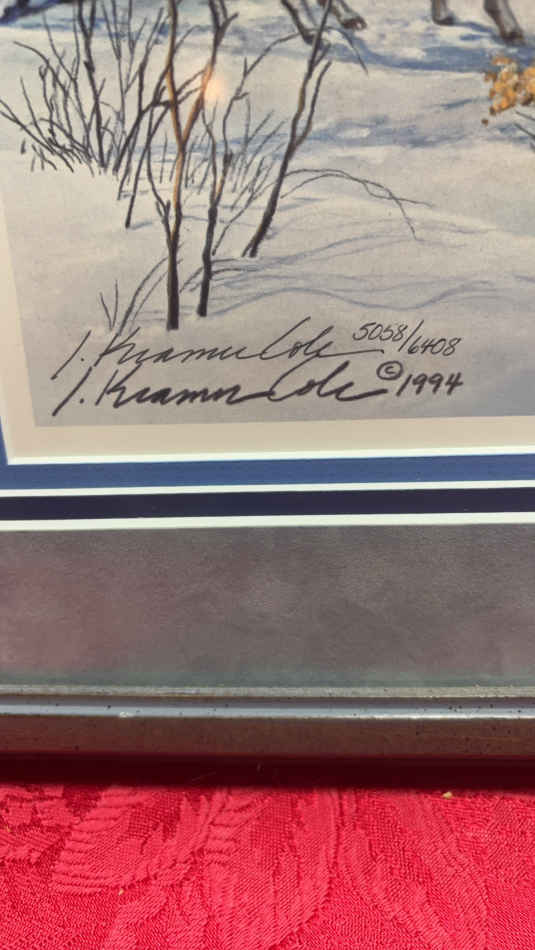 J. Kramer Cole 5058/6408
J. Kramer Cole © 1994